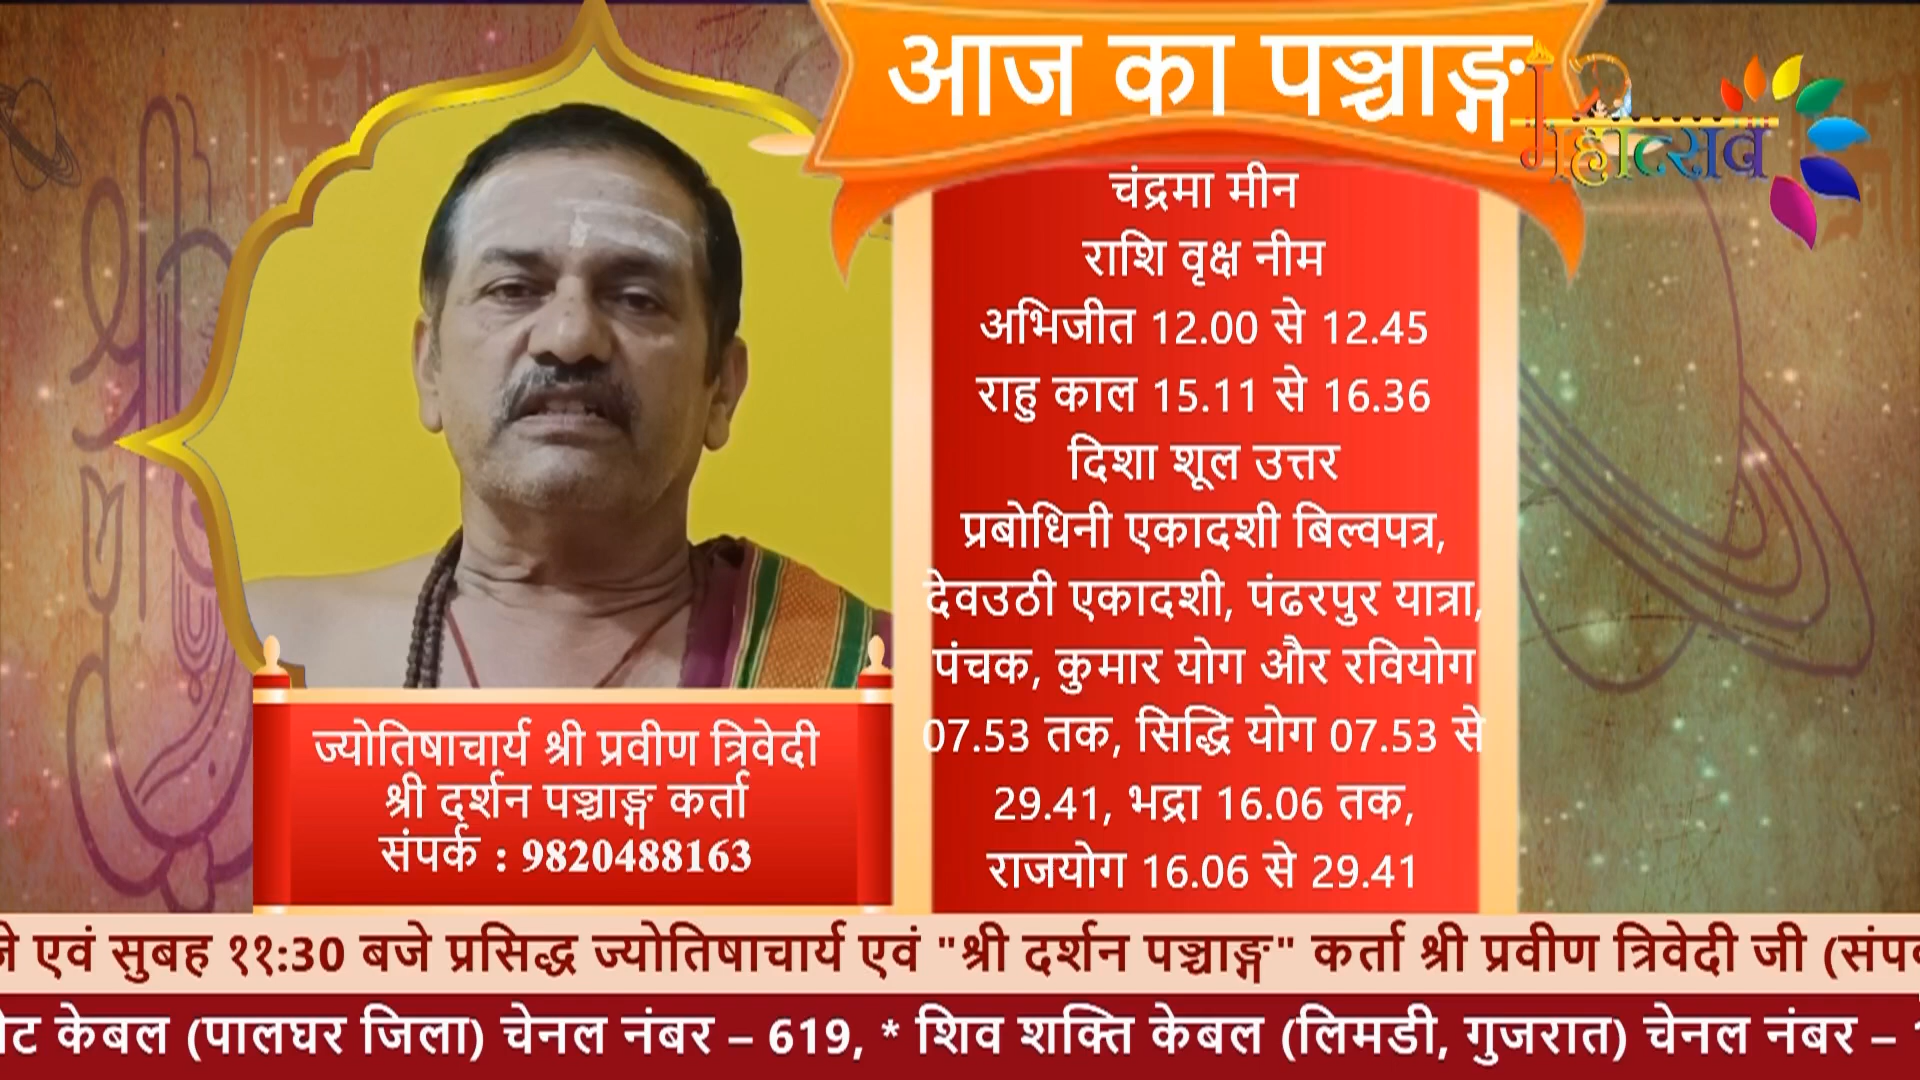 आज का पञ्चाङ्ग
महोत्सव
चंद्रमा मीन
राशि वृक्ष नीम
अभिजीत 12.00 से 12.45
राहु काल 15.11 से 16.36
दिशा शूल उत्तर
प्रबोधिनी एकादशी बिल्वपत्र,
देवउठी एकादशी, पंढरपुर यात्रा,
पंचक, कुमार योग और रवियोग
07.53 तक, सिद्धि योग 07.53 से
29.41, भद्रा 16.06 तक,
राजयोग 16.06 से 29.41
ज्योतिषाचार्य श्री प्रवीण त्रिवेदी
श्री दर्शन पञ्चाङ्ग कर्ता
संपर्क : 9820488163
एवं सुबह ११:30 बजे प्रसिद्ध ज्योतिषाचार्य एवं "श्री दर्शन पञ्चाङ्ग" कर्ता श्री प्रवीण त्रिवेदी जी
केबल (पालघर जिला) चेनल नंबर – 619, * शिव शक्ति केबल (लिमडी, गुजरात) चेनल नंबर –